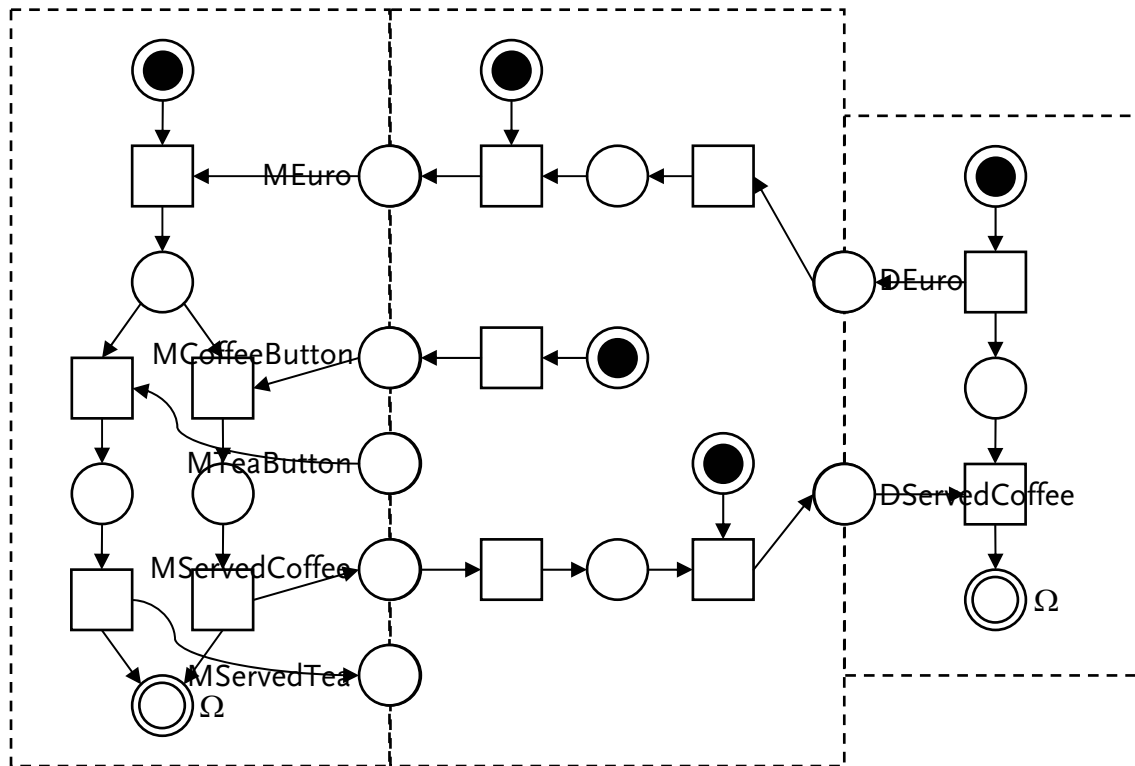 MEuro
DEuro
MCoffeeButton
MTeaButton
DServedCoffee
MServedCoffee
Ω
MServedTea
Ω